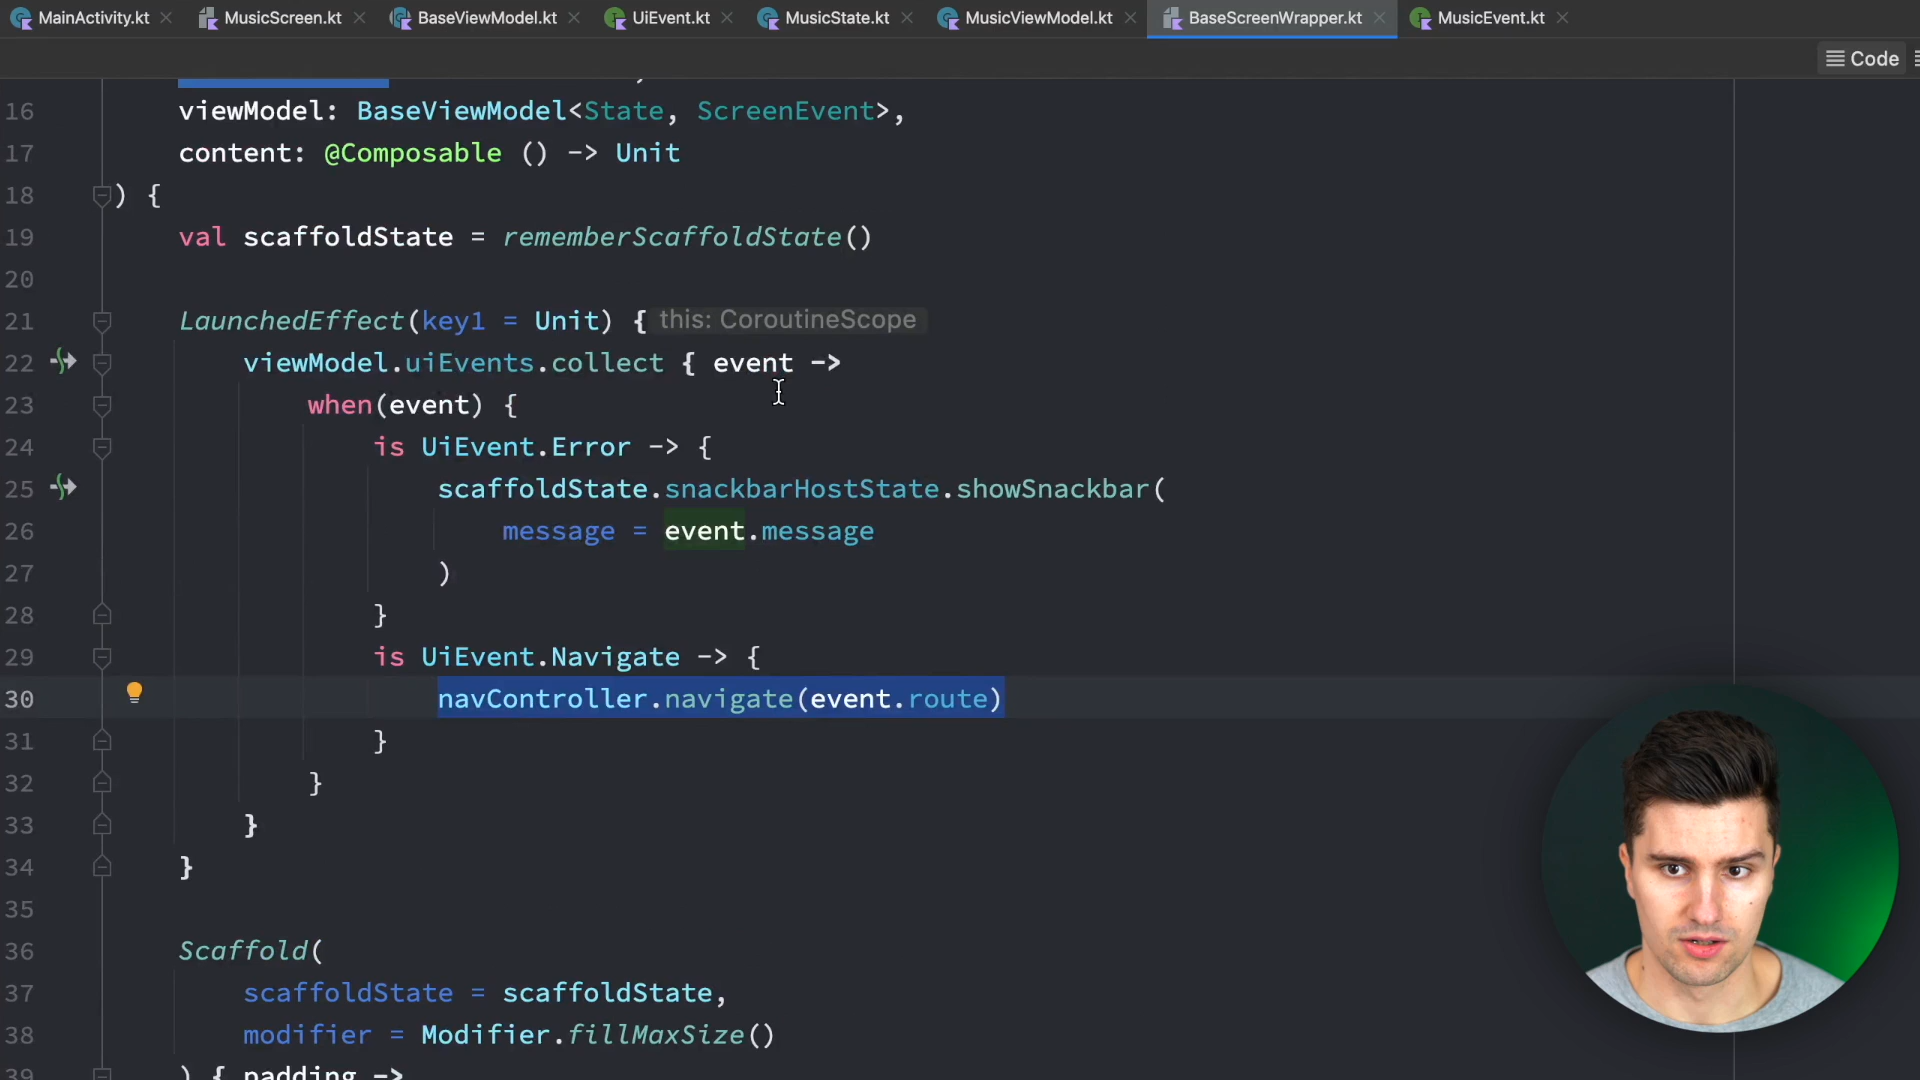 MainActivity.kt MusicScreen.kt BaseViewModel.kt UiEvent.kt MusicState.kt MusicViewModel.kt BaseScreenWrapper.kt MusicEvent.kt
Code
16 viewModel: BaseViewModel<State, ScreenEvent>,
17 content: @Composable () -> Unit
18 ) {
19 val scaffoldState = rememberScaffoldState()
20
21 LaunchedEffect(key1 = Unit) { this: CoroutineScope
22 viewModel.uiEvents.collect { event ->
23 when(event) {
24 is UiEvent.Error -> {
25 scaffoldState.snackbarHostState.showSnackbar(
26 message = event.message
27 )
28 }
29 is UiEvent.Navigate -> {
30 navController.navigate(event.route)
31 }
32 }
33 }
34 }
35
36 Scaffold(
37 scaffoldState = scaffoldState,
38 modifier = Modifier.fillMaxSize()
39 ) { padding ->